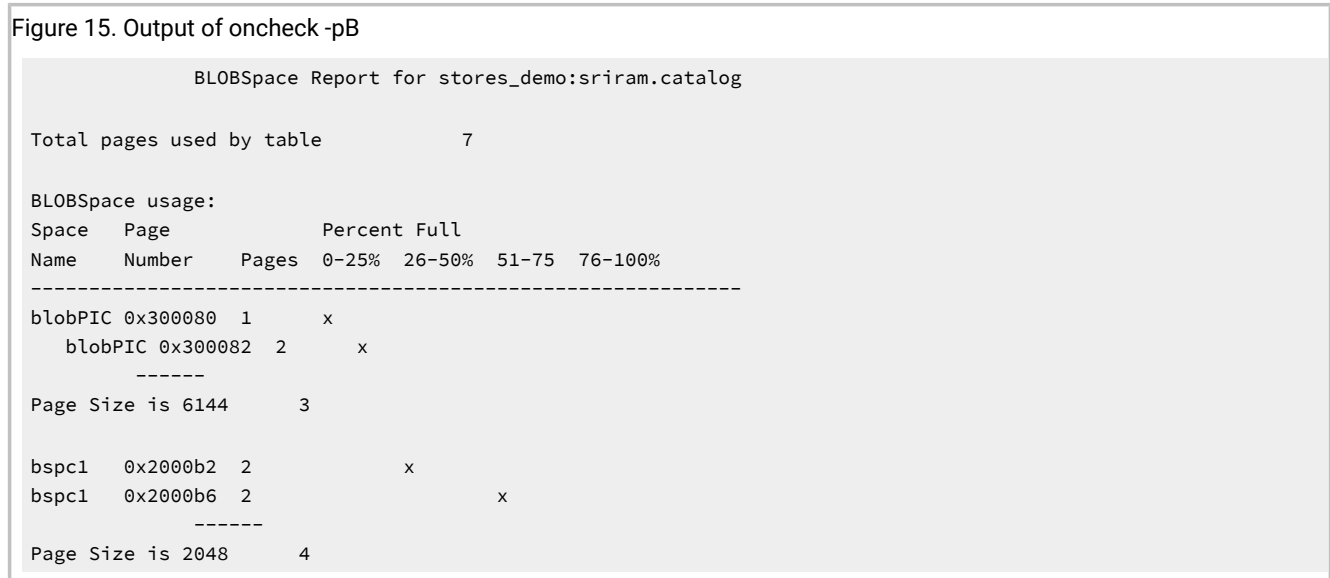 Figure 15. Output of oncheck -pB
              BLOBSpace Report for stores_demo:sriram.catalog
Total pages used by table            7
BLOBSpace usage:
Space   Page             Percent Full
Name    Number    Pages  0-25%  26-50%  51-75  76-100%
-------------------------------------------------------------
blobPIC 0x300080  1      x
   blobPIC 0x300082  2      x
         ------
Page Size is 6144      3
bspc1   0x2000b2  2             x
bspc1   0x2000b6  2                     x
              ------
Page Size is 2048      4